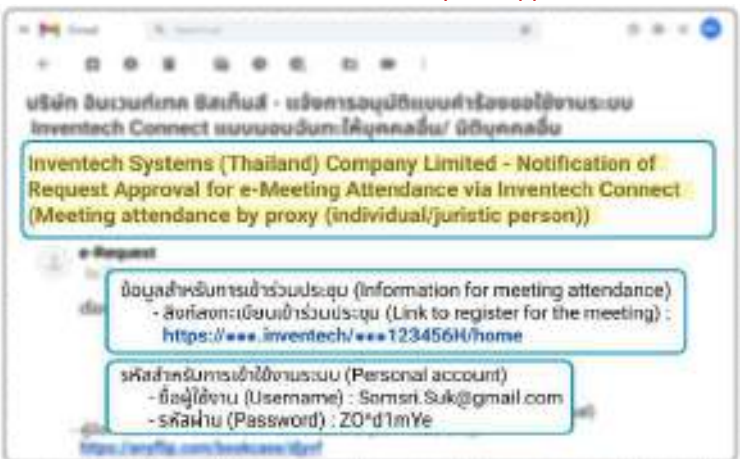 บริษัท อินเวนท์เทค ซิสเท็มส์ - แจ้งการอนุมัติแบบคำร้องขอใช้งานระบบ
Inventech Connect แบบมอบฉันทะให้บุคคลอื่น/ นิติบุคคลอื่น
Inventech Systems (Thailand) Company Limited - Notification of
Request Approval for e-Meeting Attendance via Inventech Connect
(Meeting attendance by proxy (individual/juristic person))
e-Request
ข้อมูลสำหรับการเข้าร่วมประชุม (Information for meeting attendance)
- ลิงก์ลงทะเบียนเข้าร่วมประชุม (Link to register for the meeting) :
https://●●●.inventech/●●●123456H/home
รหัสสำหรับการเข้าใช้งานระบบ (Personal account)
- ชื่อผู้ใช้งาน (Username) : Somsri.Suk@gmail.com
- รหัสผ่าน (Password) : ZO*d1mYe